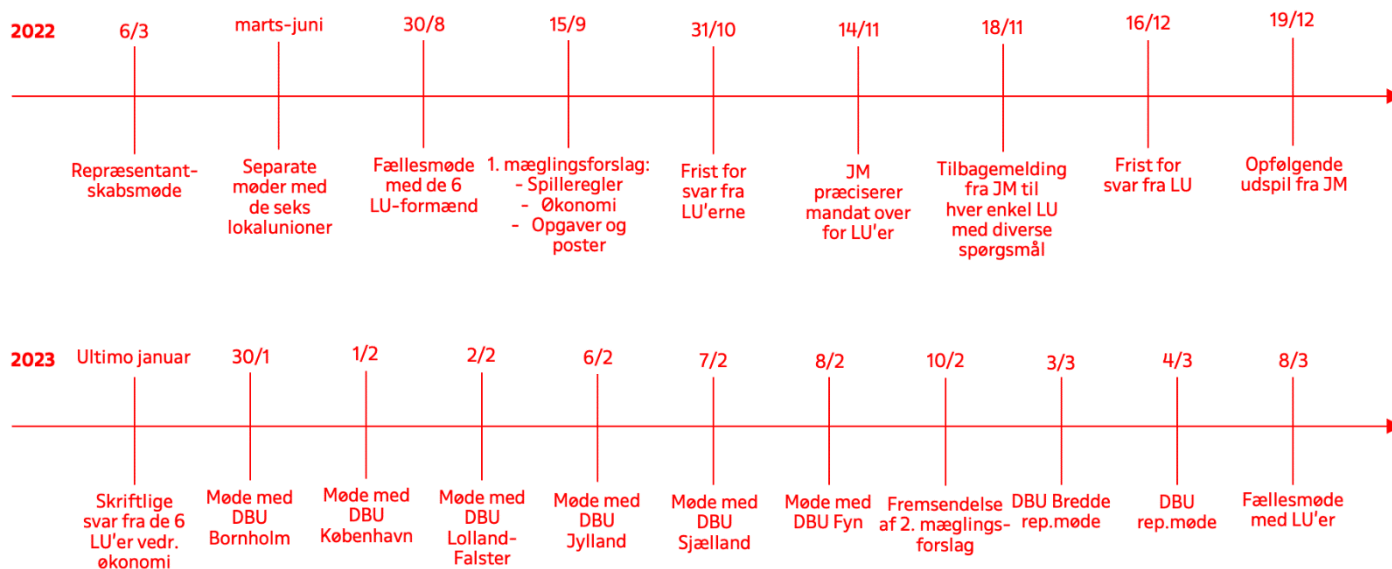 2022
6/3
marts-juni
30/8
15/9
31/10
14/11
18/11
16/12
19/12
Repræsentant-
skabsmøde
Separate
møder med
de seks
lokalunioner
Fællesmøde
med de 6
LU-formænd
1. mæglingsforslag:
- Spilleregler
- Økonomi
- Opgaver og
poster
Frist for
svar fra
LU'erne
JM
præciserer
mandat over
for LU'er
Tilbagemelding
fra JM til
hver enkel LU
med diverse
spørgsmål
Frist for
svar fra LU
Opfølgende
udspil fra JM
2023
Ultimo januar
30/1
1/2
2/2
6/2
7/2
8/2
10/2
3/3
4/3
8/3
Skriftlige
svar fra de 6
LU'er vedr.
økonomi
Møde med
DBU
Bornholm
Møde med
DBU
København
Møde med
DBU
Lolland-
Falster
Møde med
DBU
Jylland
Møde med
DBU
Sjælland
Møde med
DBU Fyn
Fremsendelse
af 2. mæglings-
forslag
DBU Bredde
rep.møde
DBU
rep.møde
Fællesmøde
med LU'er